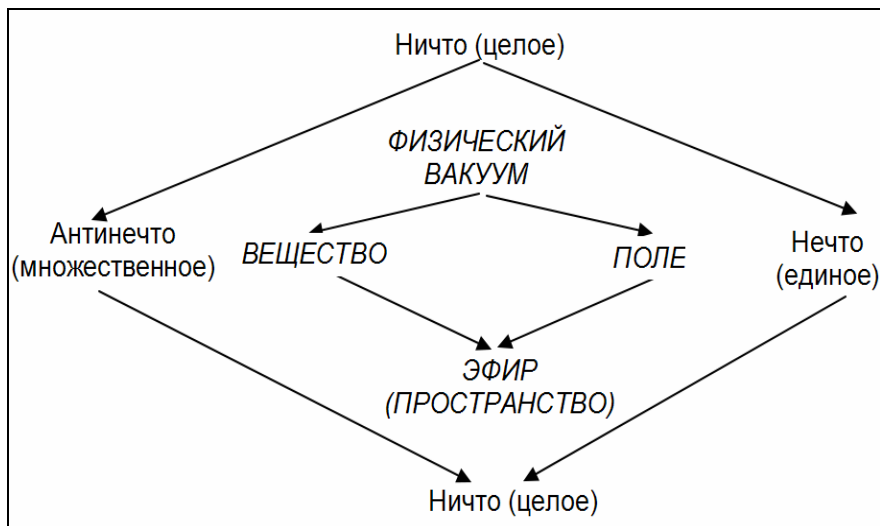 Ничто (целое)
ФИЗИЧЕСКИЙ
ВАКУУМ
Антинечто
(множественное)
ВЕЩЕСТВО
ПОЛЕ
Нечто
(единое)
ЭФИР
(ПРОСТРАНСТВО)
Ничто (целое)